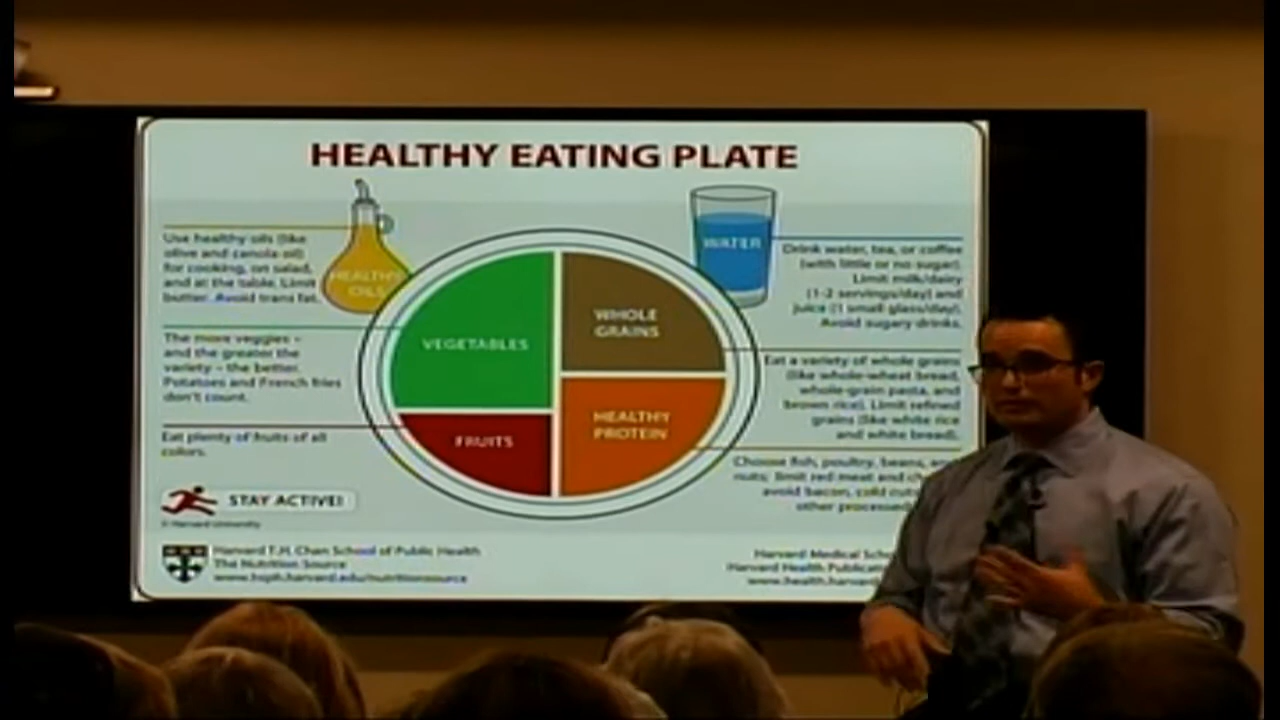 HEALTHY EATING PLATE
Use healthy oils (like
olive and canola oil)
for cooking, on salad,
and at the table. Limit
butter. Avoid trans fat.
HEALTHY
OILS
The more veggies –
and the greater the
variety – the better.
Potatoes and French fries
don't count.
Eat plenty of fruits of all
colors.
STAY ACTIVE!
© Harvard University
VEGETABLES
FRUITS
WHOLE
GRAINS
HEALTHY
PROTEIN
WATER
Drink water, tea, or coffee
(with little or no sugar).
Limit milk/dairy
(1-2 servings/day) and
juice (1 small glass/day).
Avoid sugary drinks.
Eat a variety of whole grains
(like whole-wheat bread,
whole-grain pasta, and
brown rice). Limit refined
grains (like white rice
and white bread).
Choose fish, poultry, beans,
nuts; limit red meat and
avoid bacon, cold
other processed
Harvard T.H. Chan School of Public Health
The Nutrition Source
www.hsph.harvard.edu/nutritionsource
Harvard Medical
Harvard Health
www.health.harvard